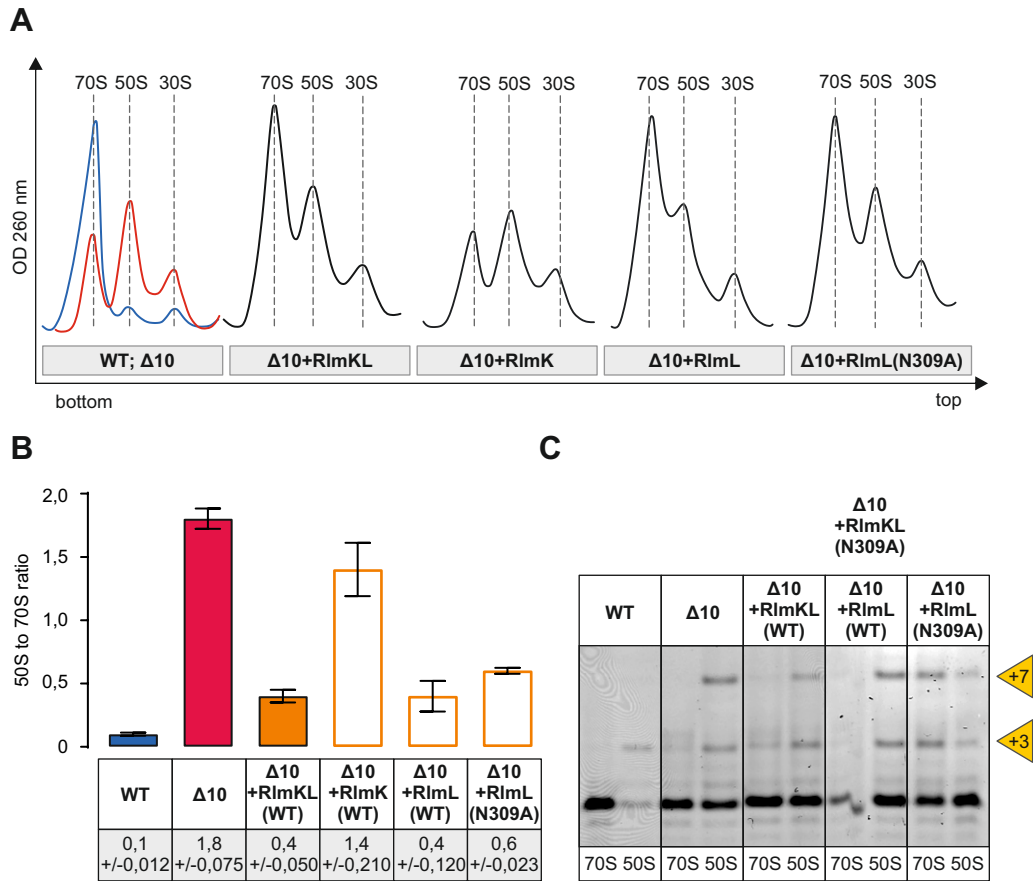 A
70S 50S 30S
70S 50S 30S
70S 50S 30S
70S 50S 30S
70S 50S 30S
OD 260 nm
WT; Δ10
Δ10+RlmKL
Δ10+RlmK
Δ10+RlmL
Δ10+RlmL(N309A)
bottom
top
B
50S to 70S ratio
2,0
1,5
1,0
0,5
0
WT
Δ10
Δ10
+RlmKL
(WT)
Δ10
+RlmK
(WT)
Δ10
+RlmL
(WT)
Δ10
+RlmL
(N309A)
0,1
+/-0,012
1,8
+/-0,075
0,4
+/-0,050
1,4
+/-0,210
0,4
+/-0,120
0,6
+/-0,023
C
Δ10
+RlmKL
(N309A)
WT
Δ10
Δ10
+RlmKL
(WT)
Δ10
+RlmL
(WT)
Δ10
+RlmL
(N309A)
+7
+3
70S 50S
70S 50S
70S 50S
70S 50S
70S 50S